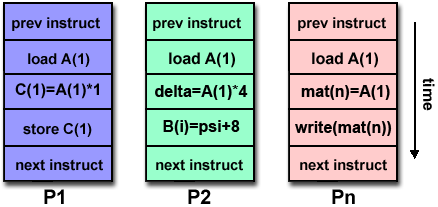 prev instruct
load A(1)
C(1)=A(1)*1
store C(1)
next instruct
P1
prev instruct
load A(1)
delta=A(1)*4
B(i)=psi+8
next instruct
P2
prev instruct
load A(1)
mat(n)=A(1)
write(mat(n))
next instruct
Pn
time